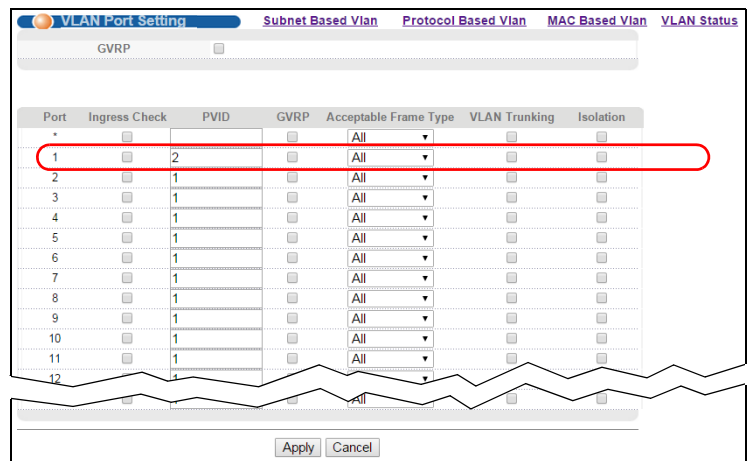 VLAN Port Setting Subnet Based Vlan Protocol Based Vlan MAC Based Vlan VLAN Status
GVRP
Port Ingress Check PVID GVRP Acceptable Frame Type VLAN Trunking Isolation
* All
1 2 All
2 1 All
3 1 All
4 1 All
5 1 All
6 1 All
7 1 All
8 1 All
9 1 All
10 1 All
11 1 All
12
All
Apply Cancel